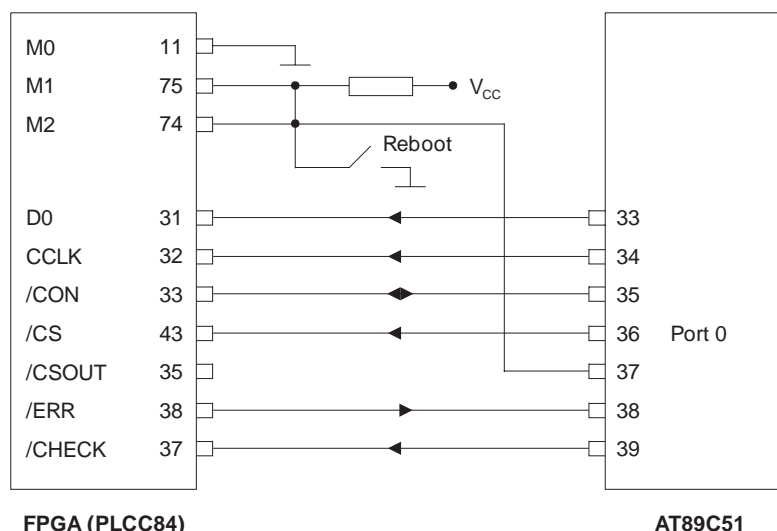 M0 11
M1 75
V_CC
M2 74
Reboot
D0 31 33
CCLK 32 34
/CON 33 35
/CS 43 36 Port 0
/CSOUT 35 37
/ERR 38 38
/CHECK 37 39
FPGA (PLCC84) AT89C51